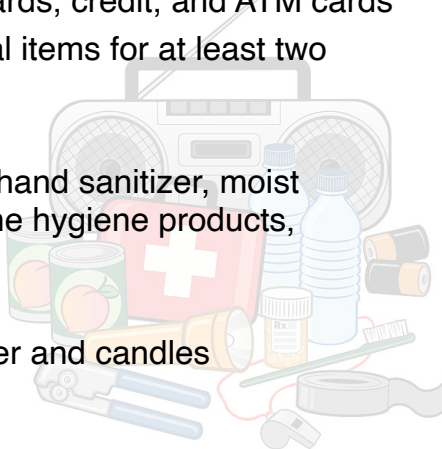 ards, credit, and ATM cards
al items for at least two
hand sanitizer, moist
ne hygiene products,
er and candles
Rx